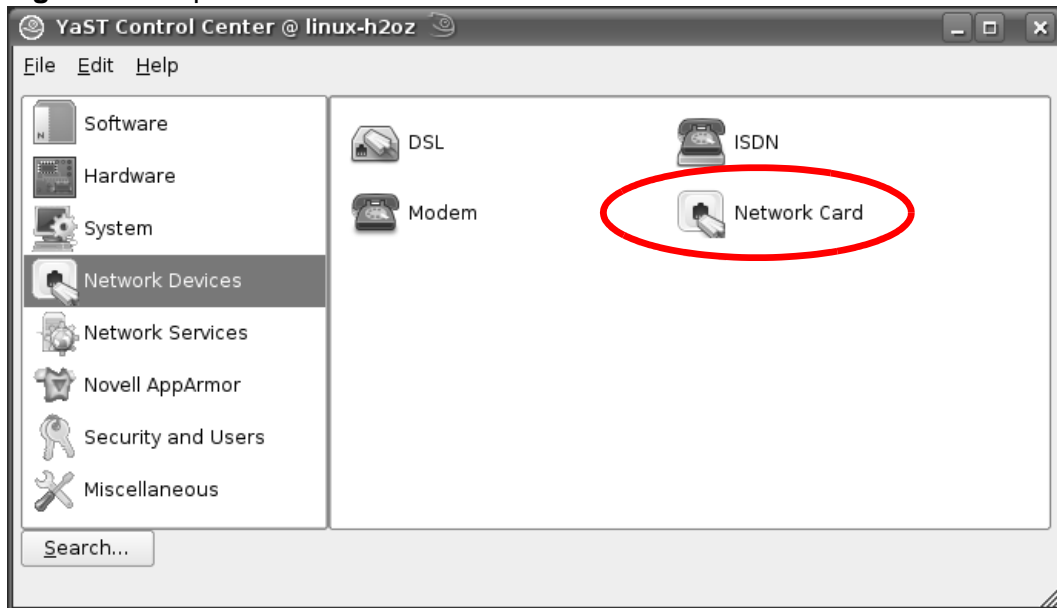 YaST Control Center @ linux-h2oz
File Edit Help
Software
Hardware
System
Network Devices
Network Services
Novell AppArmor
Security and Users
Miscellaneous
DSL
ISDN
Modem
Network Card
Search...